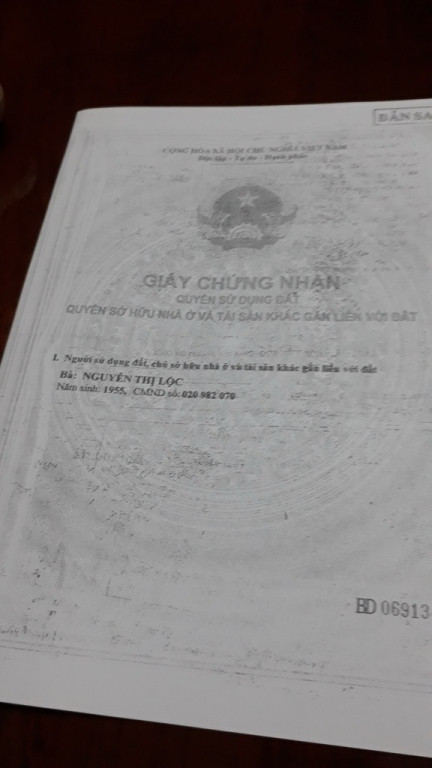 BẢN SA
CỘNG HÒA XÃ HỘI CHỦ NGHĨA VIỆT NAM
Độc lập - Tự do - Hạnh phúc
GIẤY CHỨNG NHẬN
QUYỀN SỬ DỤNG ĐẤT
QUYỀN SỞ HỮU NHÀ Ở VÀ TÀI SẢN KHÁC GẮN LIỀN VỚI ĐẤT
I. Người sử dụng đất, chủ sở hữu nhà ở và tài sản khác gắn liền với đất
Bà: NGUYỄN THỊ LỘC
Năm sinh: 1955, CMND số: 020 982 070
BD 06913